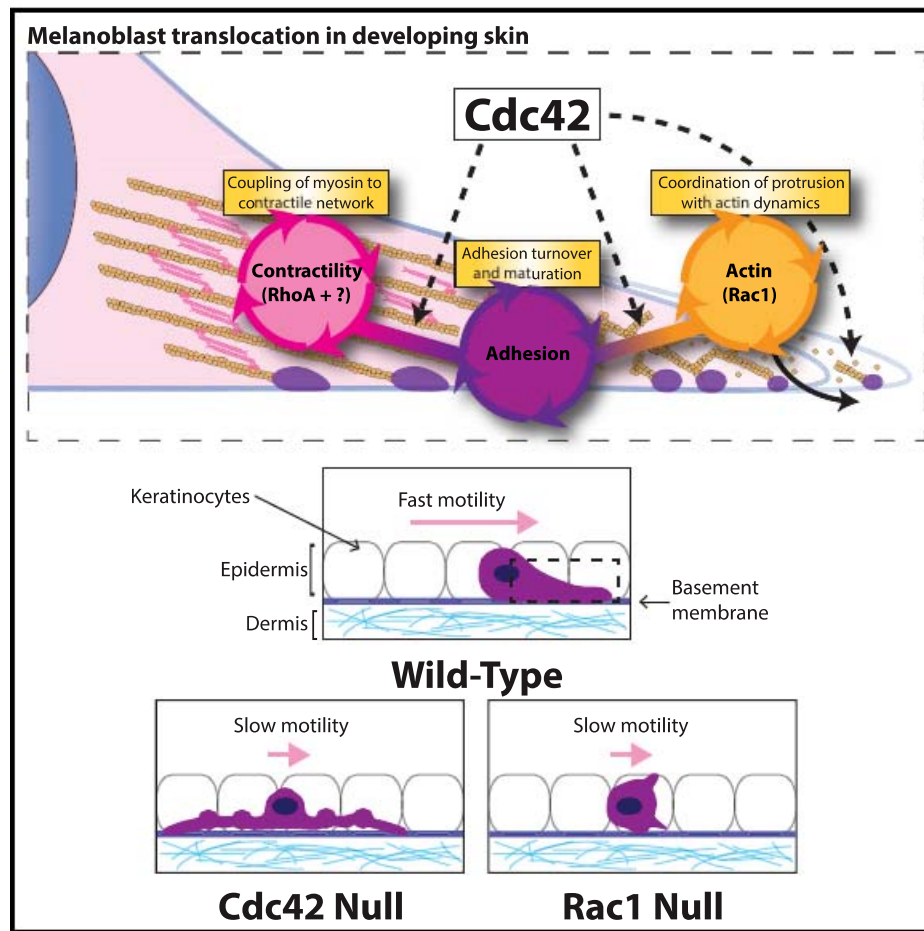 Melanoblast translocation in developing skin
Cdc42
Coupling of myosin to
contractile network
Coordination of protrusion
with actin dynamics
Adhesion turnover
and maturation
Contractility
(RhoA + ?)
Actin
(Rac1)
Adhesion
Keratinocytes
Fast motility
Epidermis
Basement
membrane
Dermis
Wild-Type
Slow motility
Slow motility
Cdc42 Null
Rac1 Null